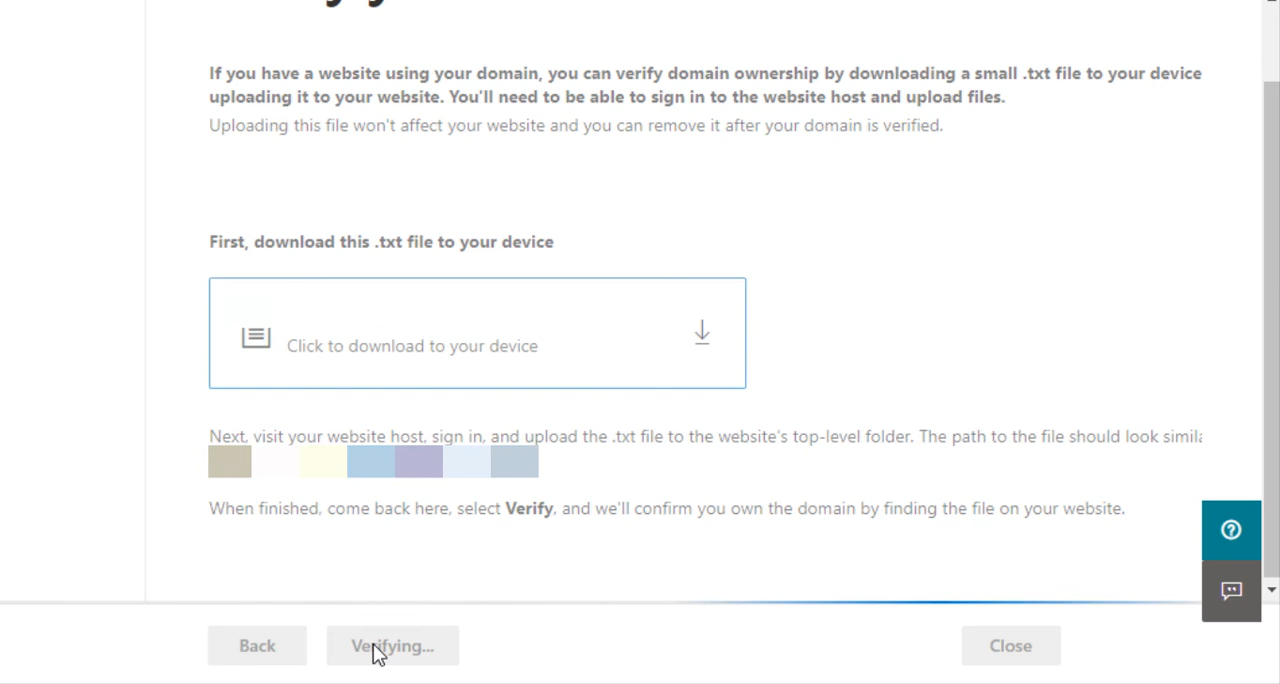 If you have a website using your domain, you can verify domain ownership by downloading a small .txt file to your device
uploading it to your website. You'll need to be able to sign in to the website host and upload files.
Uploading this file won't affect your website and you can remove it after your domain is verified.
First, download this .txt file to your device
Click to download to your device
Next, visit your website host, sign in, and upload the .txt file to the website's top-level folder. The path to the file should look
When finished, come back here, select Verify, and we'll confirm you own the domain by finding the file on your website.
Back
Verifying...
Close